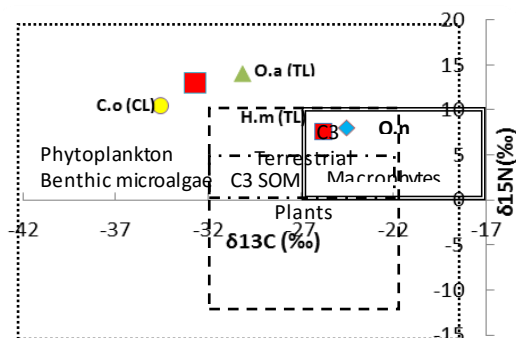 20
15
O.a (TL)
C.o (CL)
10
H.m (TL)
C3
O.n
5
Phytoplankton
Terrestrial
Benthic microalgae
C3 SOM
Macrophytes
0
Plants
-42
-37
-32
-27
-22
-17
δ13C (‰)
δ15N(‰)
-5
-10
-15